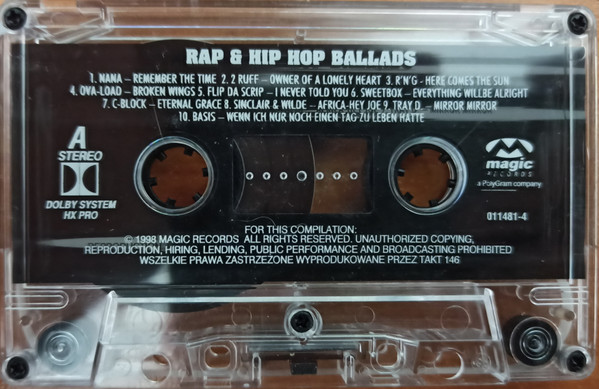 RAP & HIP HOP BALLADS
1. NANA – REMEMBER THE TIME 2. 2 RUFF – OWNER OF A LONELY HEART 3. R'N'G - HERE COMES THE SUN
4. OVA-LOAD – BROKEN WINGS 5. FLIP DA SCRIP – I NEVER TOLD YOU 6. SWEETBOX – EVERYTHING WILLBE ALRIGHT
7. C-BLOCK – ETERNAL GRACE 8. SINCLAIR & WILDE – AFRICA-HEY JOE 9. TRAY D. – MIRROR MIRROR
10. BASIS – WENN ICH NUR NOCH EINEN TAG ZU LEBEN HATTE
A
STEREO
DOLBY SYSTEM
HX PRO
magic
RECORDS
a PolyGram company
011481-4
FOR THIS COMPILATION:
© 1998 MAGIC RECORDS ALL RIGHTS RESERVED. UNAUTHORIZED COPYING,
REPRODUCTION, HIRING, LENDING, PUBLIC PERFORMANCE AND BROADCASTING PROHIBITED
WSZELKIE PRAWA ZASTRZEŻONE WYPRODUKOWANE PRZEZ TAKT 146